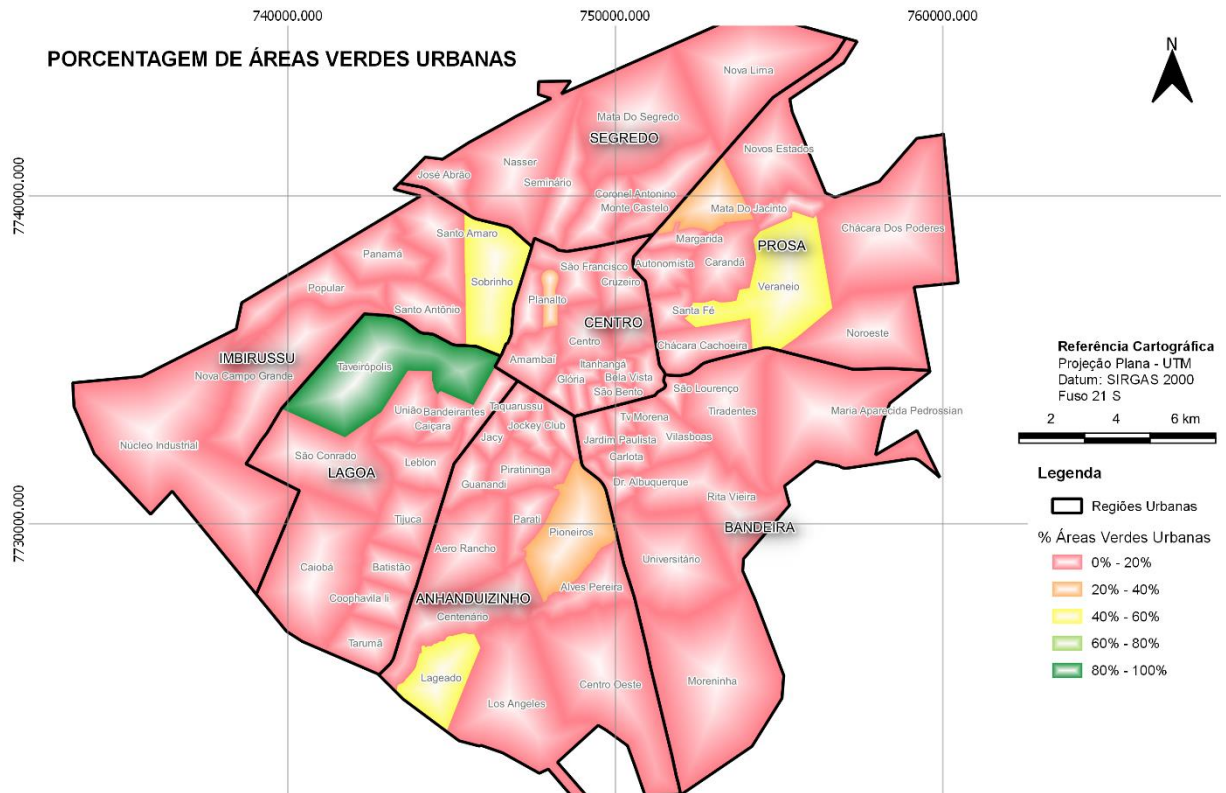 740000.000
750000.000
760000.000
PORCENTAGEM DE ÁREAS VERDES URBANAS
N
Nova Lima
Mata Do Segredo
SEGREDO
Novos Estados
Nasser
José Abrão
Seminário
Coronel Antonino
Monte Castelo
7740000.000
Mata Do Jacinto
Chácara Dos Poderes
Santo Amaro
Margarida
PROSA
Panamá
São Francisco
Autonomista
Carandá
Sobrinho
Cruzeiro
Popular
Planalto
Veraneio
Santo Antônio
Santa Fé
CENTRO
Noroeste
Centro
Chácara Cachoeira
IMBIRUSSU
Amambaí
Taveirópolis
Itanhangá
Nova Campo Grande
Glória
Bela Vista
São Bento
São Lourenço
União
Bandeirantes
Taquarussu
Tv Morena
Tiradentes
Maria Aparecida Pedrossian
Caiçara
Jockey Club
Jacy
Jardim Paulista
Vilasboas
Núcleo Industrial
São Conrado
Leblon
Carlota
LAGOA
Piratininga
Guanandi
Dr. Albuquerque
Rita Vieira
Tijuca
Parati
7730000.000
Pioneiros
BANDEIRA
Aero Rancho
Universitário
Caiobá
Batistão
Alves Pereira
Coophavila Ii
ANHANDUIZINHO
Centenário
Tarumã
Lageado
Centro Oeste
Moreninha
Los Angeles
Referência Cartográfica
Projeção Plana - UTM
Datum: SIRGAS 2000
Fuso 21 S
2 4 6 km
Legenda
Regiões Urbanas
% Áreas Verdes Urbanas
0% - 20%
20% - 40%
40% - 60%
60% - 80%
80% - 100%